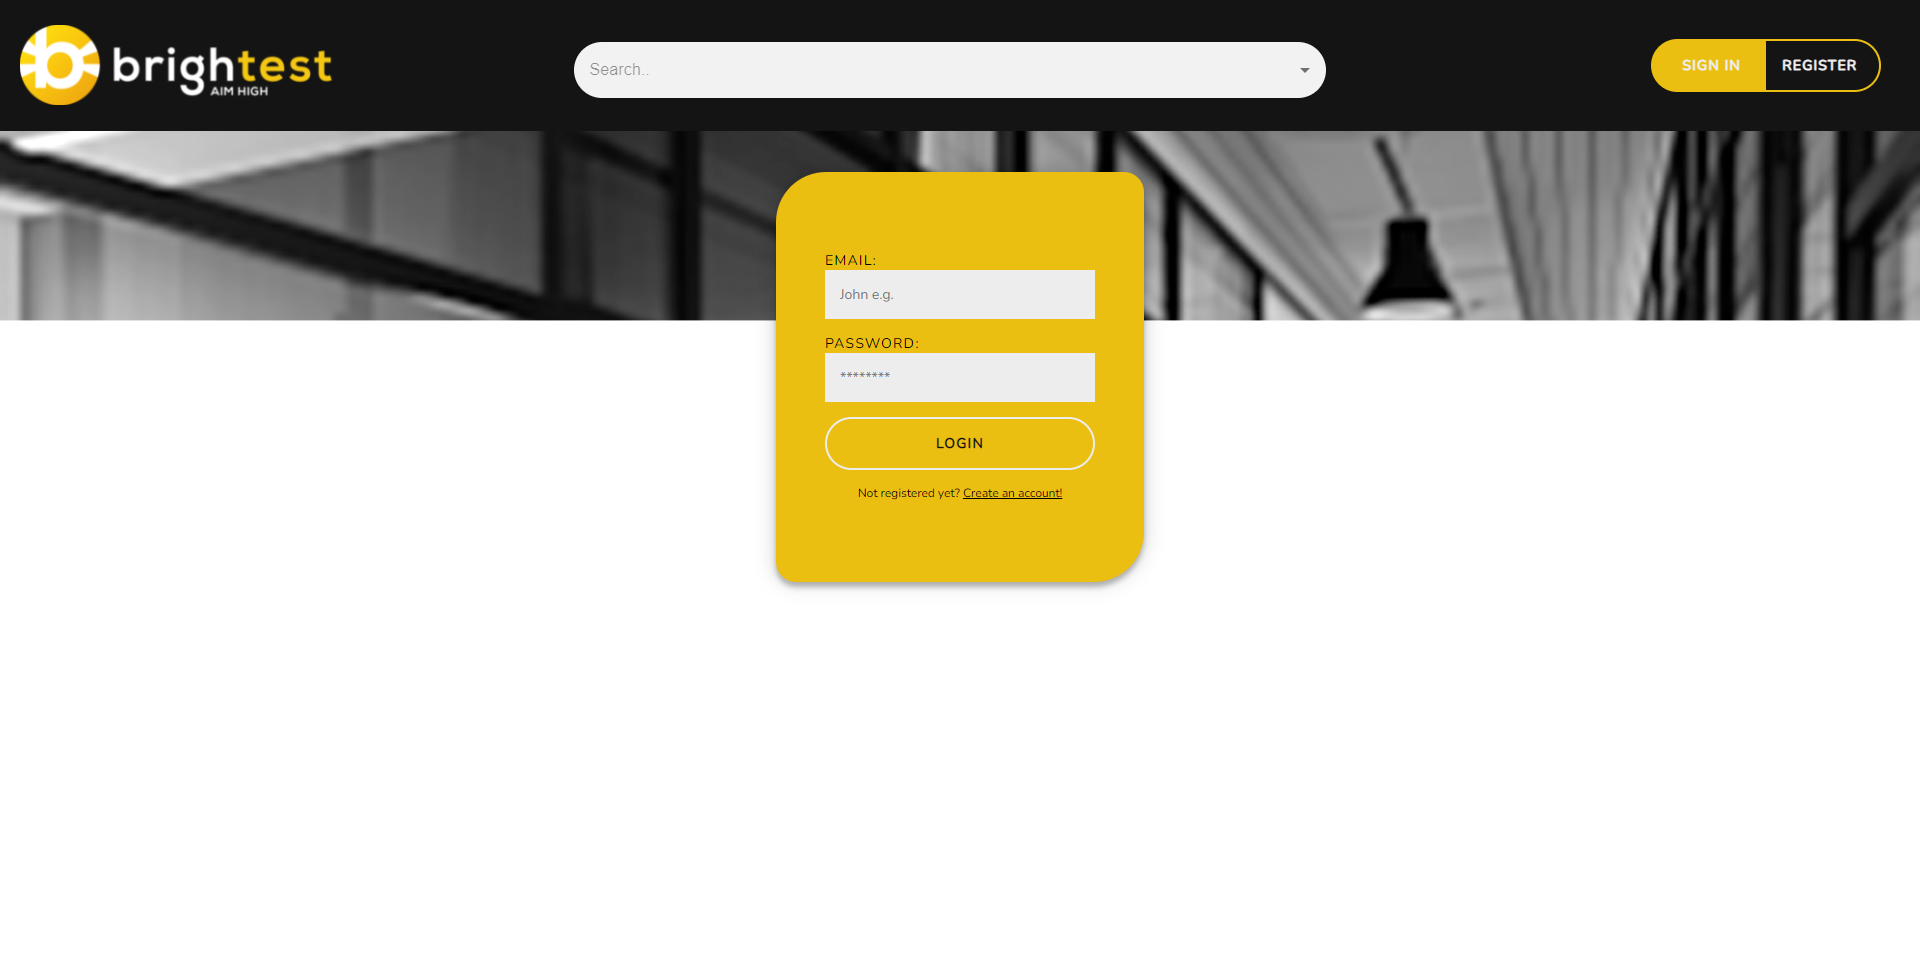 brightest
AIM HIGH
Search..
SIGN IN
REGISTER
EMAIL:
John e.g.
PASSWORD:
********
LOGIN
Not registered yet? Create an account!